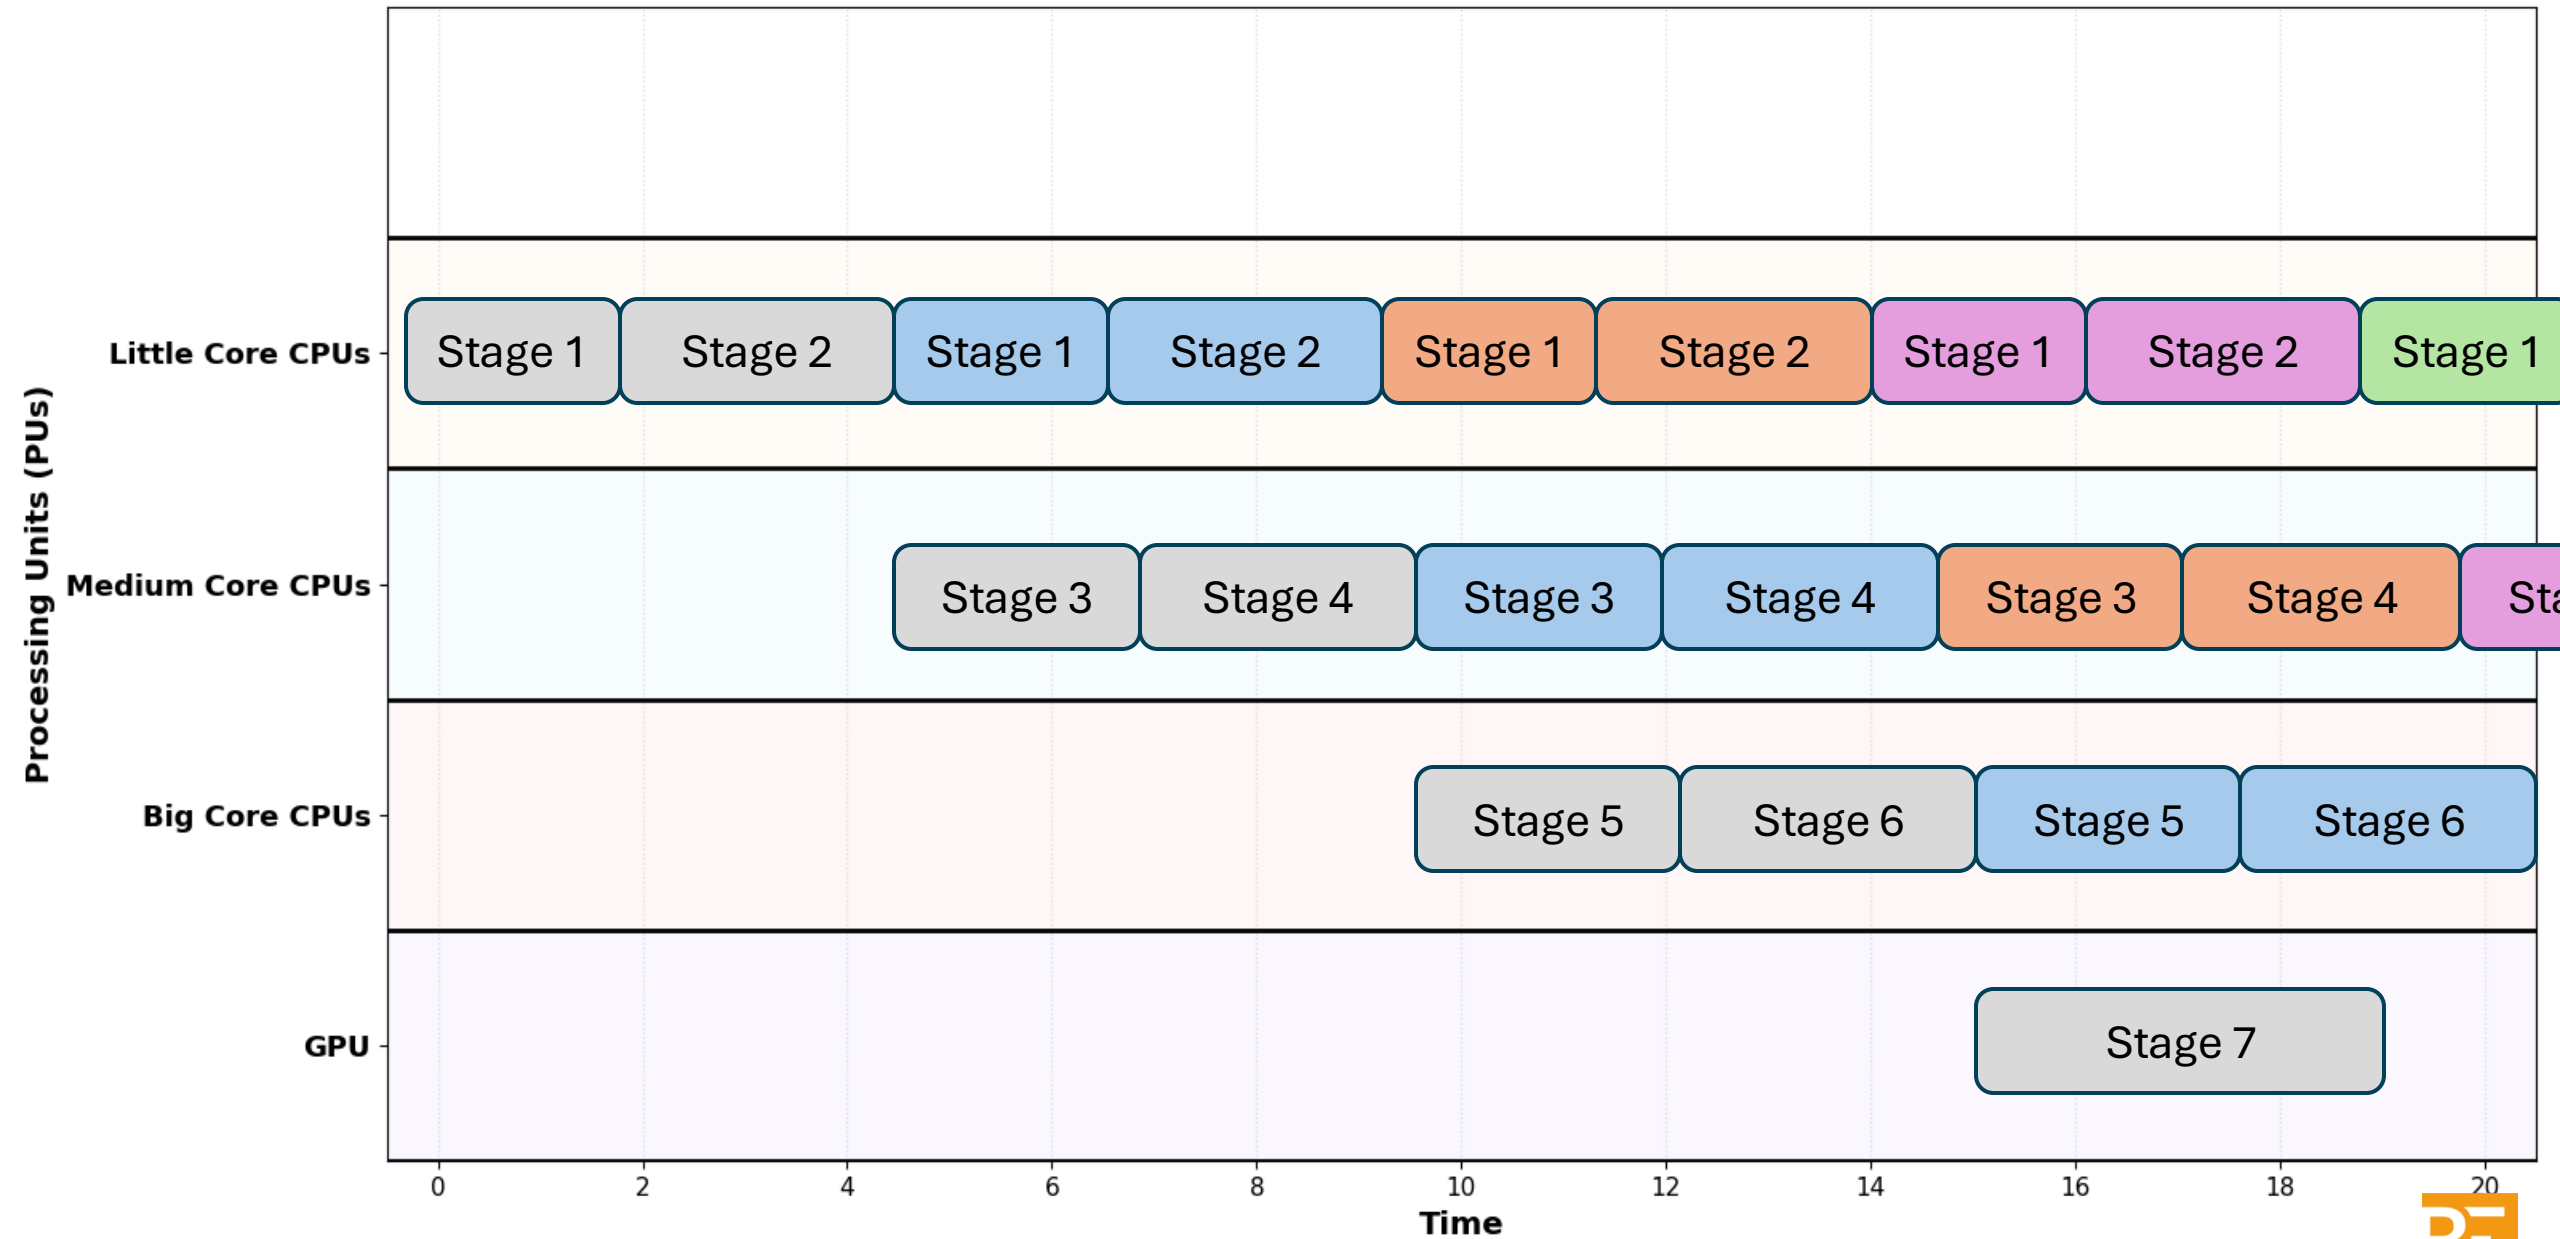 Processing Units (PUs)
Little Core CPUs
Stage 1
Stage 2
Stage 1
Stage 2
Stage 1
Stage 2
Stage 1
Stage 2
Stage 1
Medium Core CPUs
Stage 3
Stage 4
Stage 3
Stage 4
Stage 3
Stage 4
Big Core CPUs
Stage 5
Stage 6
Stage 5
Stage 6
GPU
Stage 7
0 2 4 6 8 10 12 14 16 18 20
Time